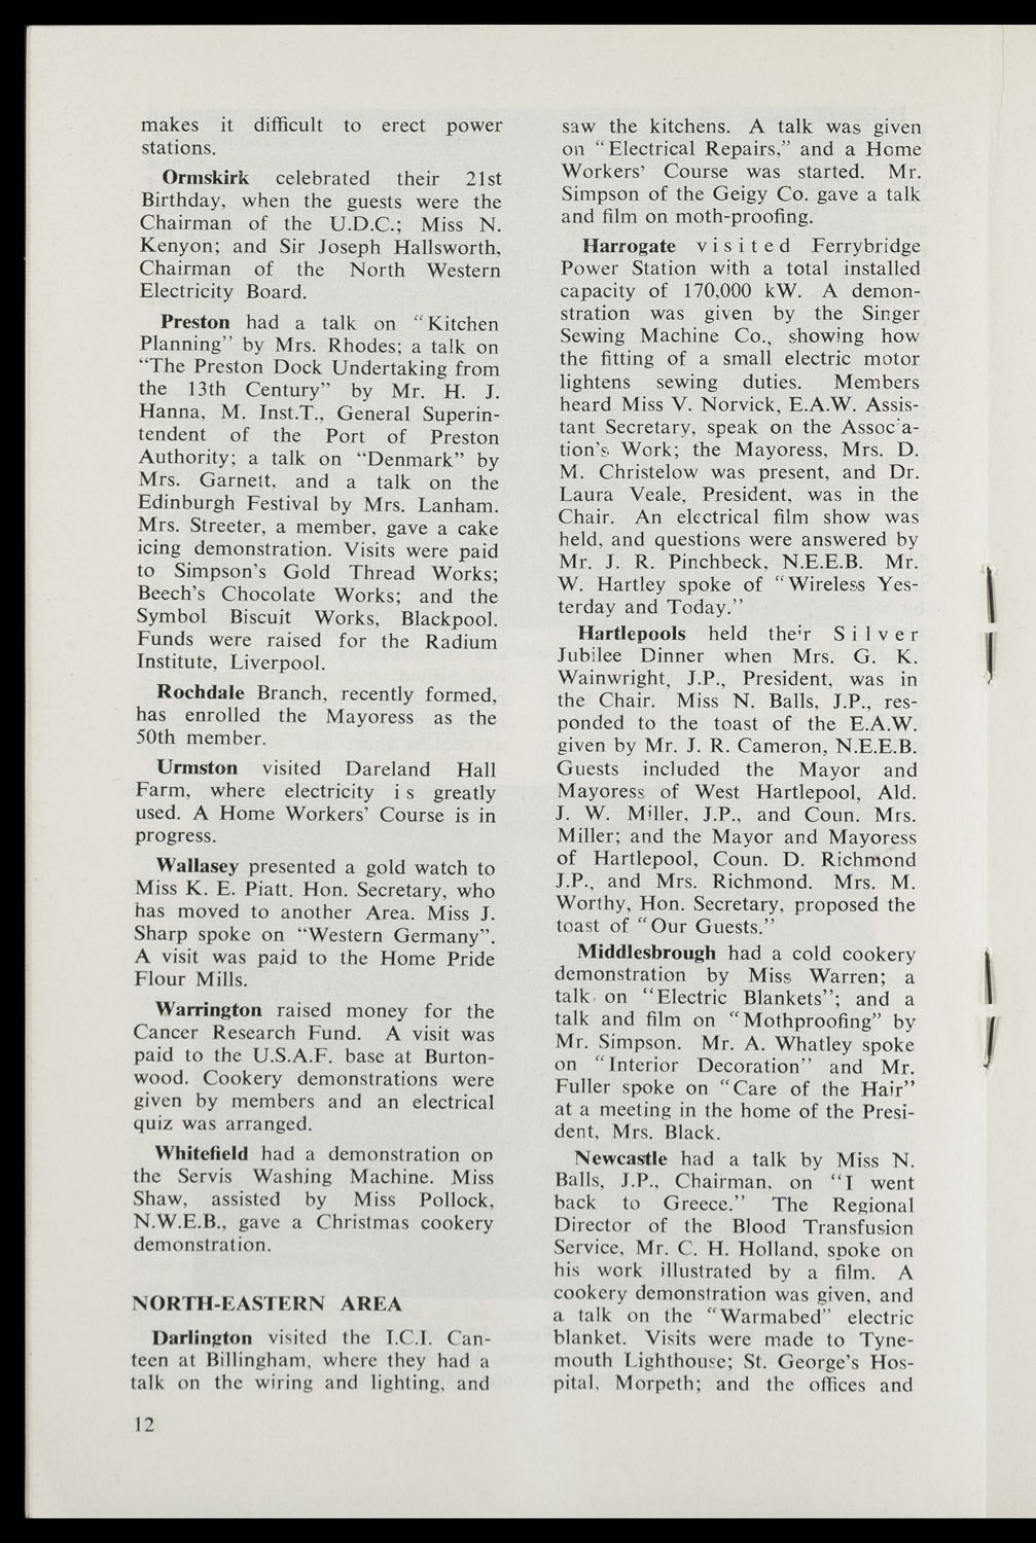 makes it difficult to erect power
stations.
Ormskirk celebrated their 21st
Birthday, when the guests were the
Chairman of the U.D.C.; Miss N.
Kenyon; and Sir Joseph Hallsworth,
Chairman of the North Western
Electricity Board.
Preston had a talk on "Kitchen
Planning" by Mrs. Rhodes; a talk on
"The Preston Dock Undertaking from
the 13th Century" by Mr. H. J.
Hanna, M. Inst.T., General Superin-
tendent of the Port of Preston
Authority; a talk on "Denmark" by
Mrs. Garnett, and a talk on the
Edinburgh Festival by Mrs. Lanham.
Mrs. Streeter, a member, gave a cake
icing demonstration. Visits were paid
to Simpson's Gold Thread Works;
Beech's Chocolate Works; and the
Symbol Biscuit Works, Blackpool.
Funds were raised for the Radium
Institute, Liverpool.
Rochdale Branch, recently formed,
has enrolled the Mayoress as the
50th member.
Urmston visited Dareland Hall
Farm, where electricity is greatly
used. A Home Workers' Course is in
progress.
Wallasey presented a gold watch to
Miss K. E. Piatt, Hon. Secretary, who
has moved to another Area. Miss J.
Sharp spoke on "Western Germany".
A visit was paid to the Home Pride
Flour Mills.
Warrington raised money for the
Cancer Research Fund. A visit was
paid to the U.S.A.F. base at Burton-
wood. Cookery demonstrations were
given by members and an electrical
quiz was arranged.
Whitefield had a demonstration on
the Servis Washing Machine. Miss
Shaw, assisted by Miss Pollock,
N.W.E.B., gave a Christmas cookery
demonstration.
NORTH-EASTERN AREA
Darlington visited the I.C.I. Can-
teen at Billingham, where they had a
talk on the wiring and lighting, and
12
saw the kitchens. A talk was given
on "Electrical Repairs," and a Home
Workers' Course was started. Mr.
Simpson of the Geigy Co. gave a talk
and film on moth-proofing.
Harrogate visited Ferrybridge
Power Station with a total installed
capacity of 170,000 kW. A demon-
stration was given by the Singer
Sewing Machine Co., showing how
the fitting of a small electric motor
lightens sewing duties. Members
heard Miss V. Norvick, E.A.W. Assis-
tant Secretary, speak on the Associa-
tion's Work; the Mayoress, Mrs. D.
M. Christelow was present, and Dr.
Laura Veale, President, was in the
Chair. An electrical film show was
held, and questions were answered by
Mr. J. R. Pinchbeck, N.E.E.B. Mr.
W. Hartley spoke of "Wireless Yes-
terday and Today."
Hartlepools held their Silver
Jubilee Dinner when Mrs. G. K.
Wainwright, J.P., President, was in
the Chair. Miss N. Balls, J.P., res-
ponded to the toast of the E.A.W.
given by Mr. J. R. Cameron, N.E.E.B.
Guests included the Mayor and
Mayoress of West Hartlepool, Ald.
J. W. Miller, J.P., and Coun. Mrs.
Miller; and the Mayor and Mayoress
of Hartlepool, Coun. D. Richmond
J.P., and Mrs. Richmond. Mrs. M.
Worthy, Hon. Secretary, proposed the
toast of "Our Guests."
Middlesbrough had a cold cookery
demonstration by Miss Warren; a
talk on "Electric Blankets"; and a
talk and film on "Mothproofing" by
Mr. Simpson. Mr. A. Whatley spoke
on "Interior Decoration" and Mr.
Fuller spoke on "Care of the Hair"
at a meeting in the home of the Presi-
dent, Mrs. Black.
Newcastle had a talk by Miss N.
Balls, J.P., Chairman, on "I went
back to Greece." The Regional
Director of the Blood Transfusion
Service, Mr. C. H. Holland, spoke on
his work illustrated by a film. A
cookery demonstration was given, and
a talk on the "Warmabed" electric
blanket. Visits were made to Tyne-
mouth Lighthouse; St. George's Hos-
pital, Morpeth; and the offices and